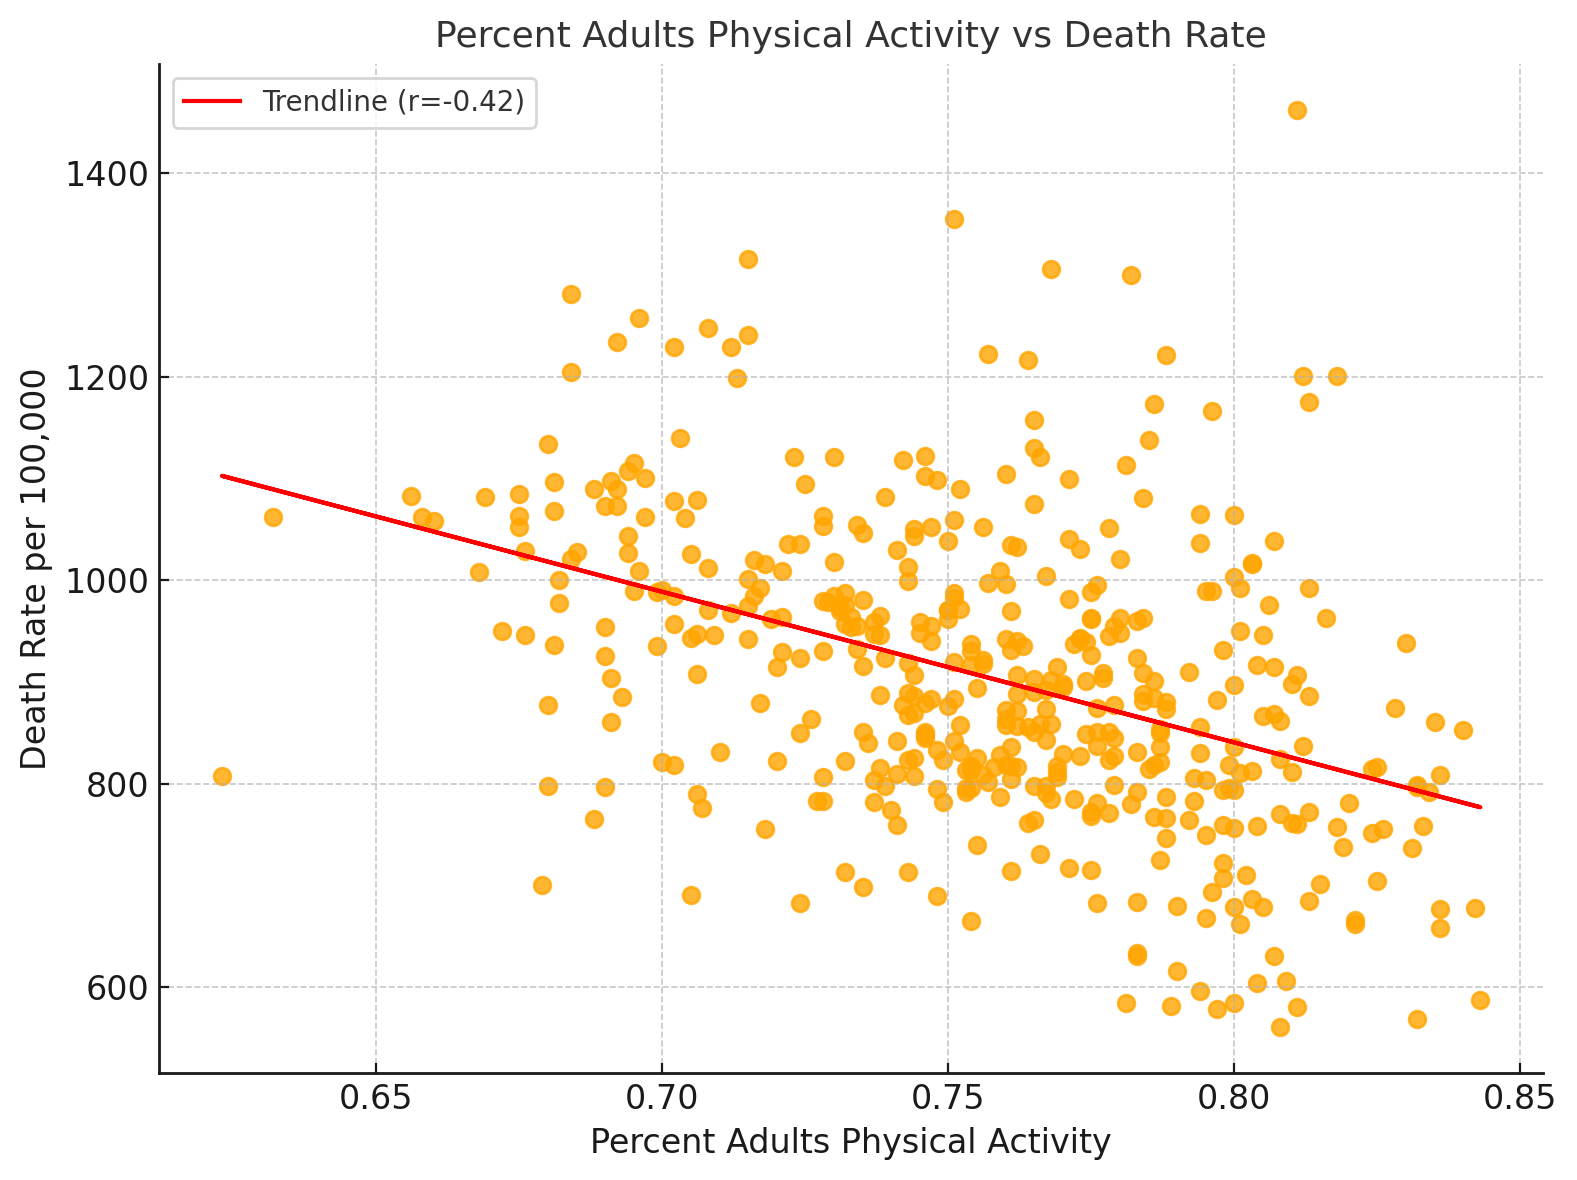 Percent Adults Physical Activity vs Death Rate
Trendline (r=-0.42)
1400
1200
1000
800
600
Death Rate per 100,000
0.65 0.70 0.75 0.80 0.85
Percent Adults Physical Activity